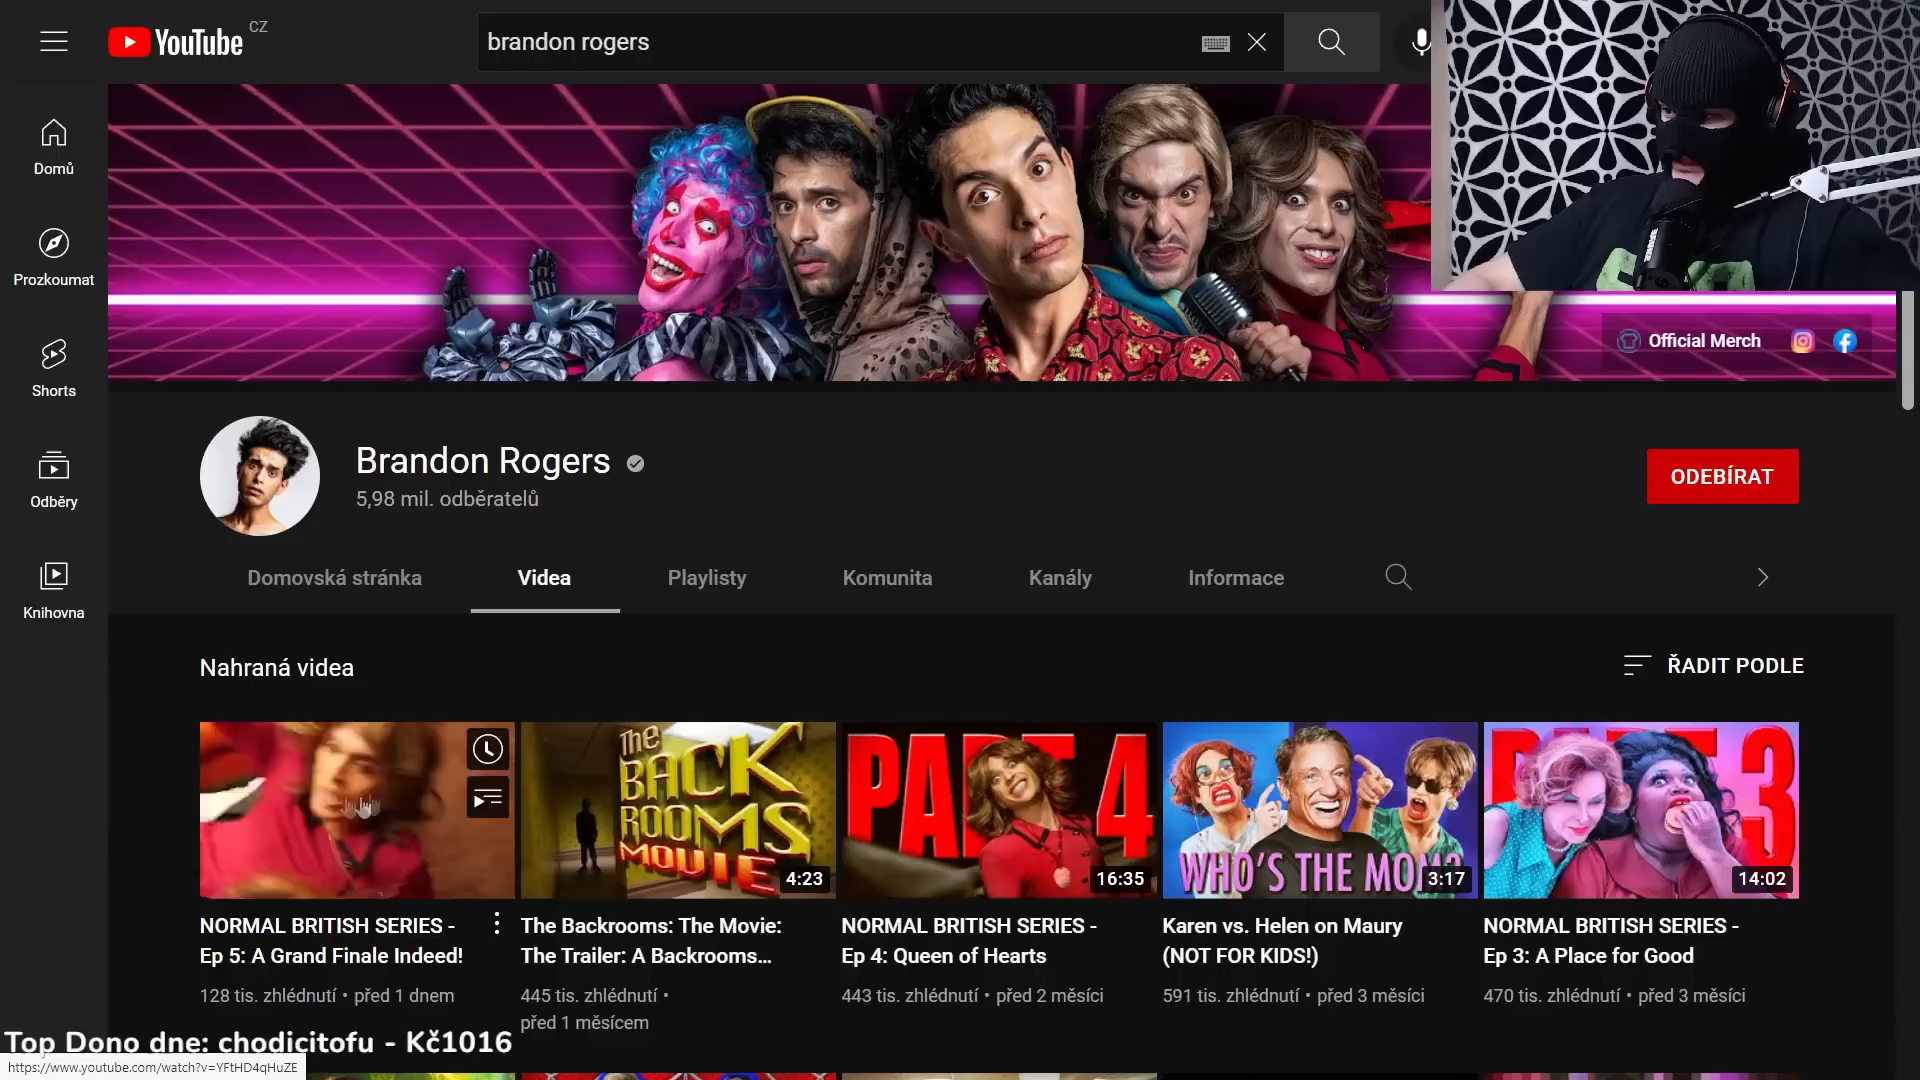 YouTube CZ
brandon rogers
Domů
Prozkoumat
Shorts
Odběry
Knihovna
Official Merch
Brandon Rogers
5,98 mil. odběratelů
ODEBÍRAT
Domovská stránka
Videa
Playlisty
Komunita
Kanály
Informace
Nahraná videa
ŘADIT PODLE
The
BACK
ROOMS
MOVIE
4:23
PART 4
16:35
WHO'S THE MOM?
3:17
3
14:02
NORMAL BRITISH SERIES -
Ep 5: A Grand Finale Indeed!
128 tis. zhlédnutí • před 1 dnem
The Backrooms: The Movie:
The Trailer: A Backrooms...
445 tis. zhlédnutí •
před 1 měsícem
NORMAL BRITISH SERIES -
Ep 4: Queen of Hearts
443 tis. zhlédnutí • před 2 měsíci
Karen vs. Helen on Maury
(NOT FOR KIDS!)
591 tis. zhlédnutí • před 3 měsíci
NORMAL BRITISH SERIES -
Ep 3: A Place for Good
470 tis. zhlédnutí • před 3 měsíci
Top Dono dne: chodicitofu - Kč1016
https://www.youtube.com/watch?v=YFtHD4qHuZE